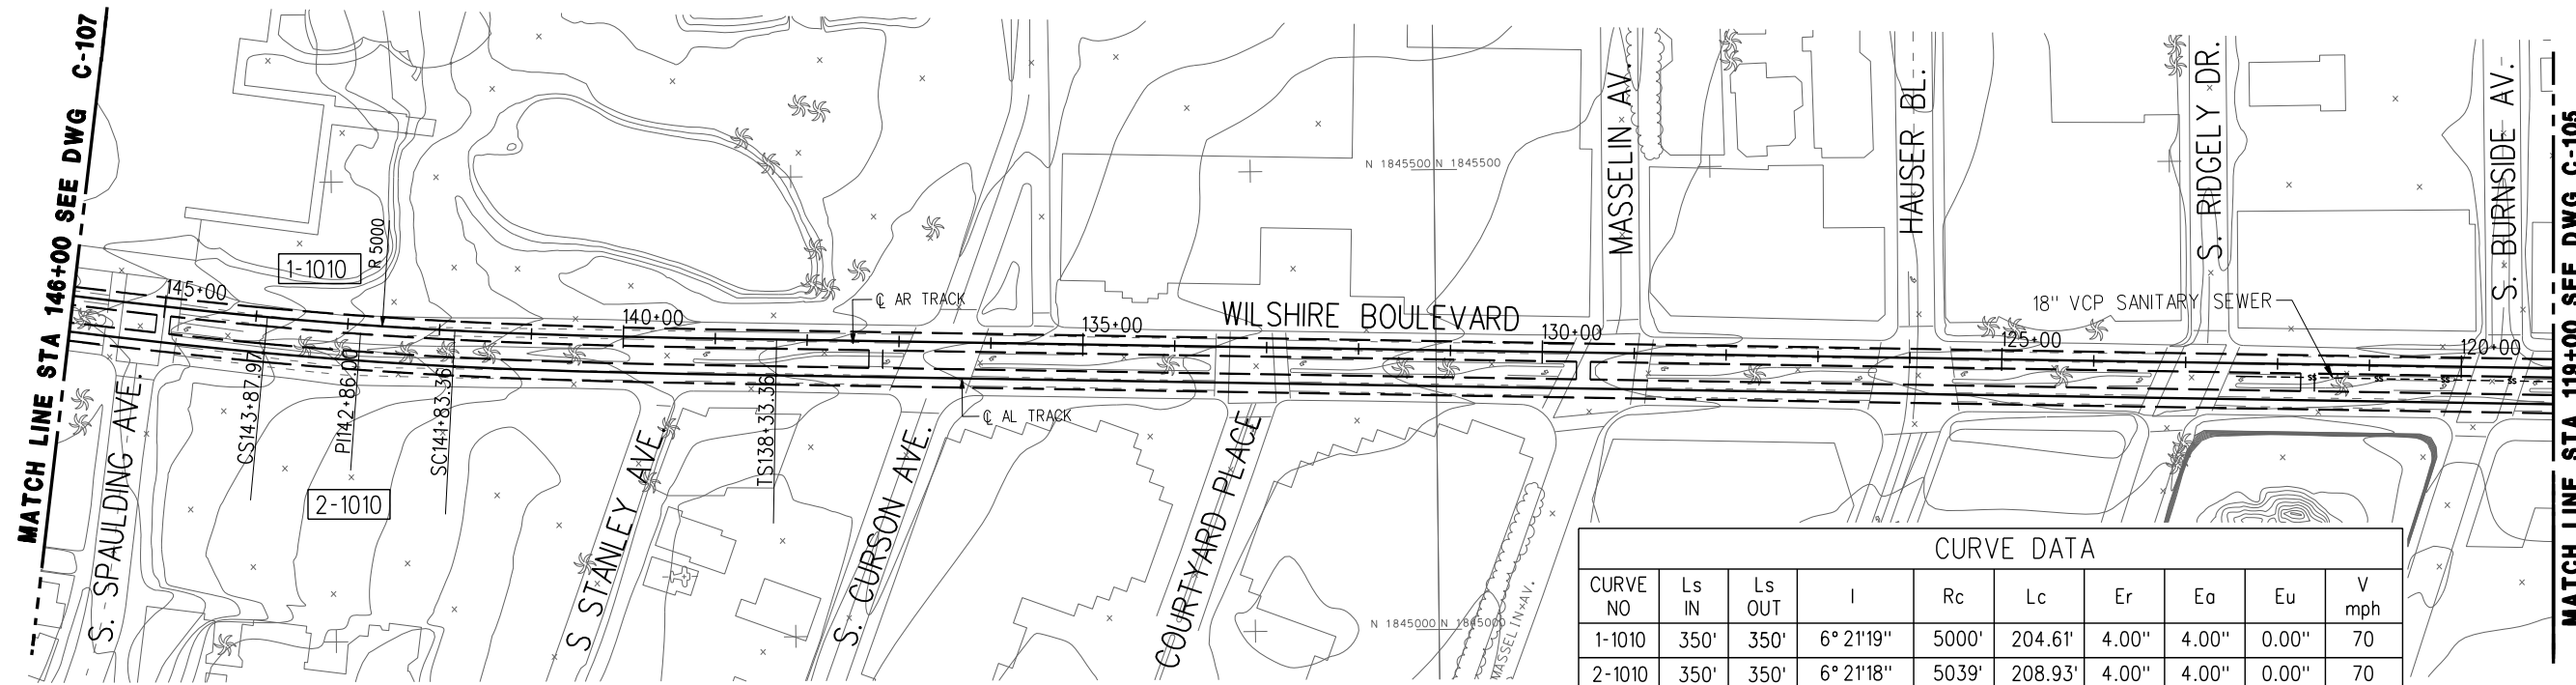 MATCH LINE STA 146+00 SEE DWG C-107
S. SPAULDING AVE.
1-1010
R 5000
145+00
CS143+87.97
PI142+86.00
SC141+83.36
2-1010
140+00
S STANLEY AVE.
TS138+33.36
℄ AR TRACK
S. CURSON AVE.
℄ AL TRACK
135+00
WILSHIRE BOULEVARD
COURTYARD PLACE
N 1845500 N 1845500
N 1845000 N 1845000
130+00
MASSELIN AV.
MASSELIN AV.
HAUSER BL.
125+00
18" VCP SANITARY SEWER
S. RIDGELY DR.
SS SS SS SS
120+00
S. BURNSIDE AV.
MATCH LINE STA 119+00 SEE DWG C-105
CURVE DATA
CURVE NO Ls IN Ls OUT I Rc Lc Er Ea Eu V mph
1-1010 350' 350' 6° 21'19" 5000' 204.61' 4.00" 4.00" 0.00" 70
2-1010 350' 350' 6° 21'18" 5039' 208.93' 4.00" 4.00" 0.00" 70